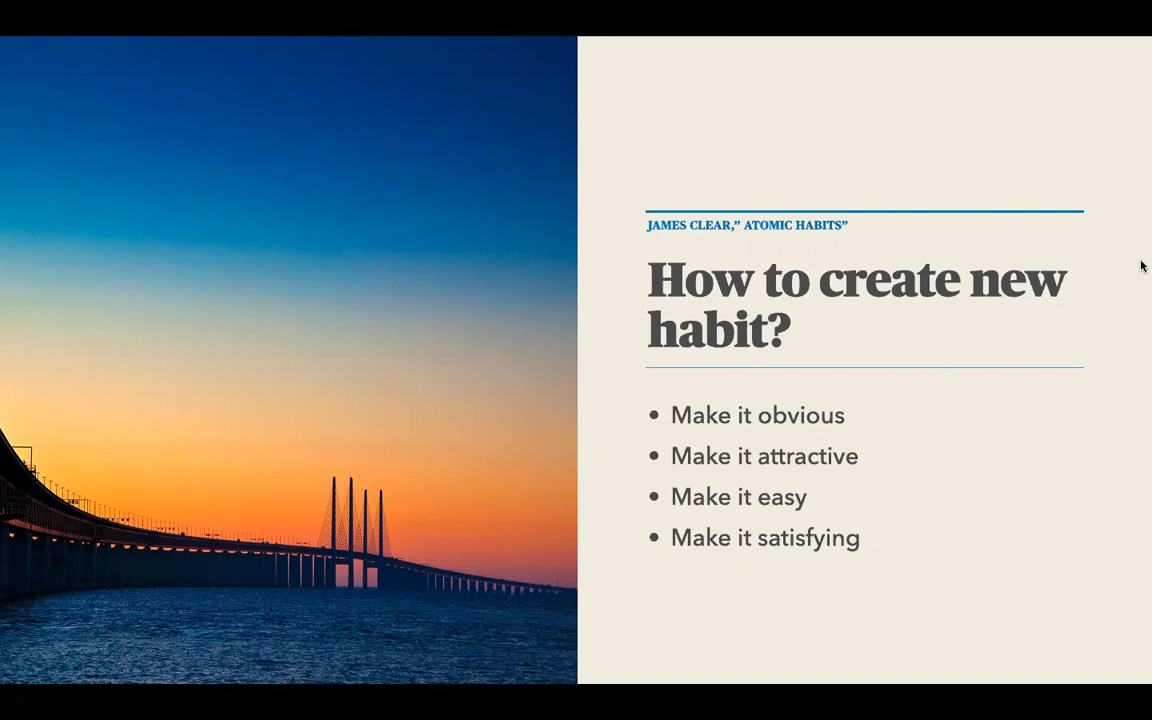 JAMES CLEAR,” ATOMIC HABITS”
How to create new
habit?
• Make it obvious
• Make it attractive
• Make it easy
• Make it satisfying